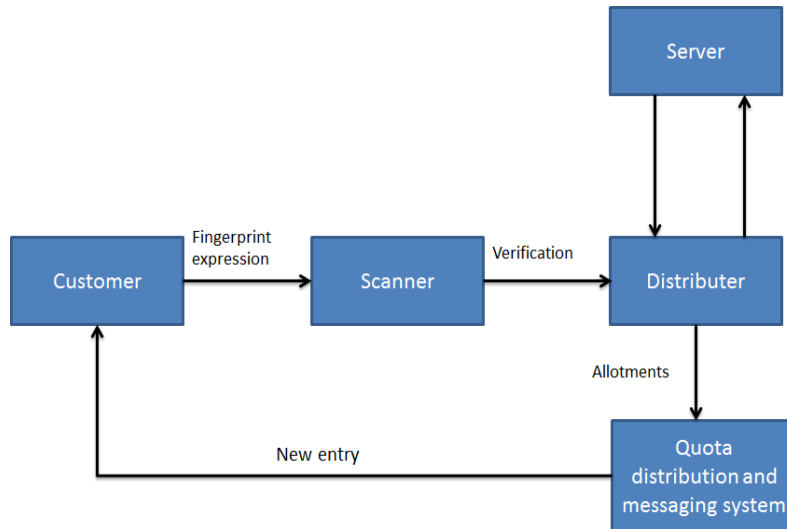 Server
Fingerprint
expression
Verification
Customer
Scanner
Distributer
Allotments
Quota
distribution and
messaging system
New entry